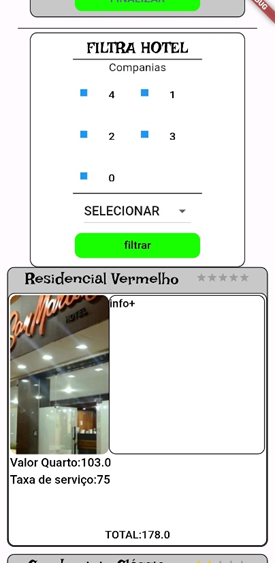 FINALIZAR
FILTRA HOTEL
Companias
4 1
2 3
0
SELECIONAR
filtrar
Residencial Vermelho
info+
HOTEL
Valor Quarto:103.0
Taxa de serviço:75
TOTAL:178.0